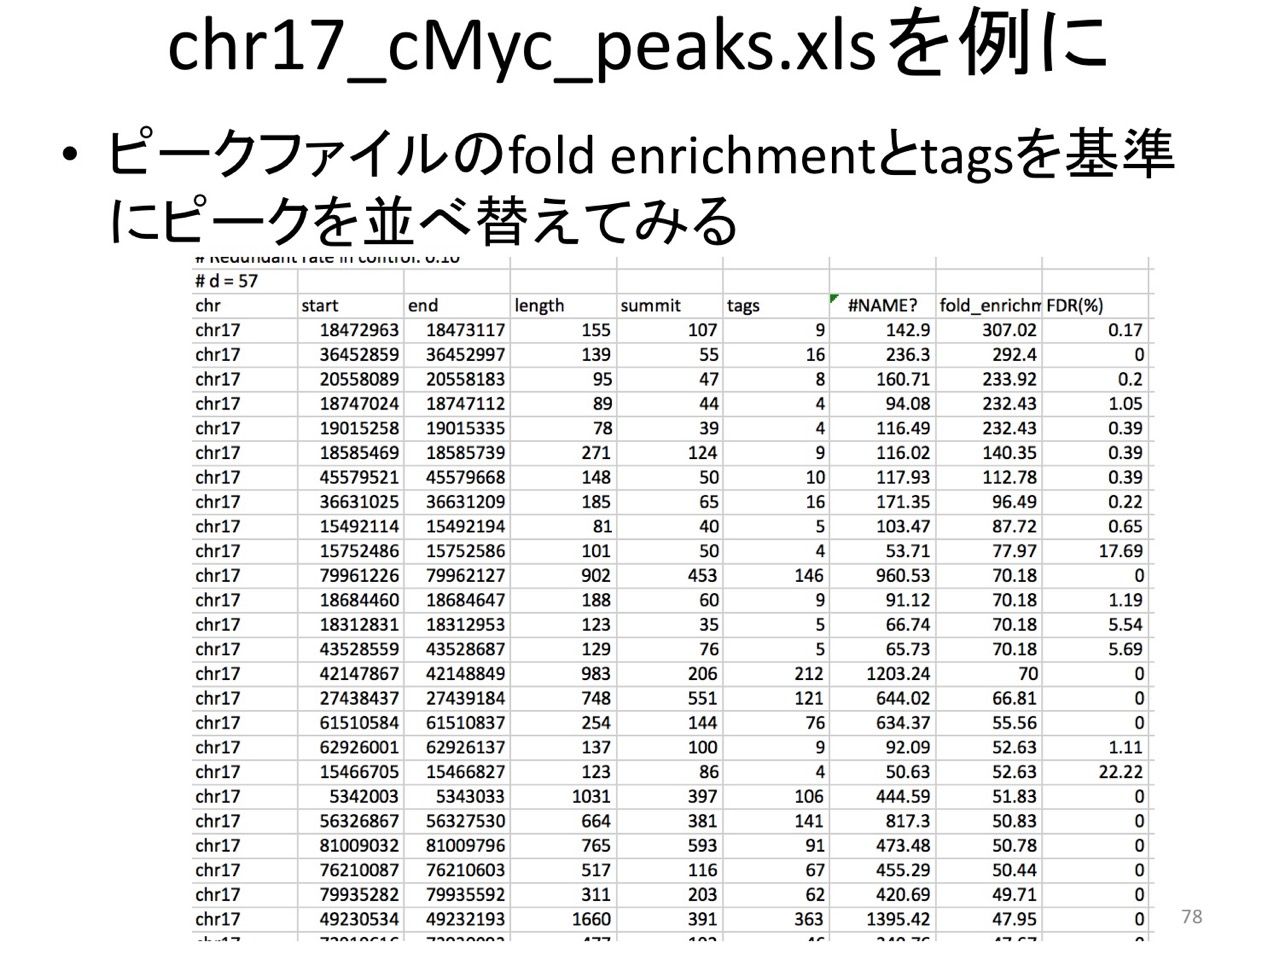 chr17_cMyc_peaks.xlsを例に
• ピークファイルのfold enrichmentとtagsを基準
にピークを並べ替えてみる
# Redundant rate in control: 0.10
# d = 57
chr start end length summit tags #NAME? fold_enrichm FDR(%)
chr17 18472963 18473117 155 107 9 142.9 307.02 0.17
chr17 36452859 36452997 139 55 16 236.3 292.4 0
chr17 20558089 20558183 95 47 8 160.71 233.92 0.2
chr17 18747024 18747112 89 44 4 94.08 232.43 1.05
chr17 19015258 19015335 78 39 4 116.49 232.43 0.39
chr17 18585469 18585739 271 124 9 116.02 140.35 0.39
chr17 45579521 45579668 148 50 10 117.93 112.78 0.39
chr17 36631025 36631209 185 65 16 171.35 96.49 0.22
chr17 15492114 15492194 81 40 5 103.47 87.72 0.65
chr17 15752486 15752586 101 50 4 53.71 77.97 17.69
chr17 79961226 79962127 902 453 146 960.53 70.18 0
chr17 18684460 18684647 188 60 9 91.12 70.18 1.19
chr17 18312831 18312953 123 35 5 66.74 70.18 5.54
chr17 43528559 43528687 129 76 5 65.73 70.18 5.69
chr17 42147867 42148849 983 206 212 1203.24 70 0
chr17 27438437 27439184 748 551 121 644.02 66.81 0
chr17 61510584 61510837 254 144 76 634.37 55.56 0
chr17 62926001 62926137 137 100 9 92.09 52.63 1.11
chr17 15466705 15466827 123 86 4 50.63 52.63 22.22
chr17 5342003 5343033 1031 397 106 444.59 51.83 0
chr17 56326867 56327530 664 381 141 817.3 50.83 0
chr17 81009032 81009796 765 593 91 473.48 50.78 0
chr17 76210087 76210603 517 116 67 455.29 50.44 0
chr17 79935282 79935592 311 203 62 420.69 49.71 0
chr17 49230534 49232193 1660 391 363 1395.42 47.95 0
78